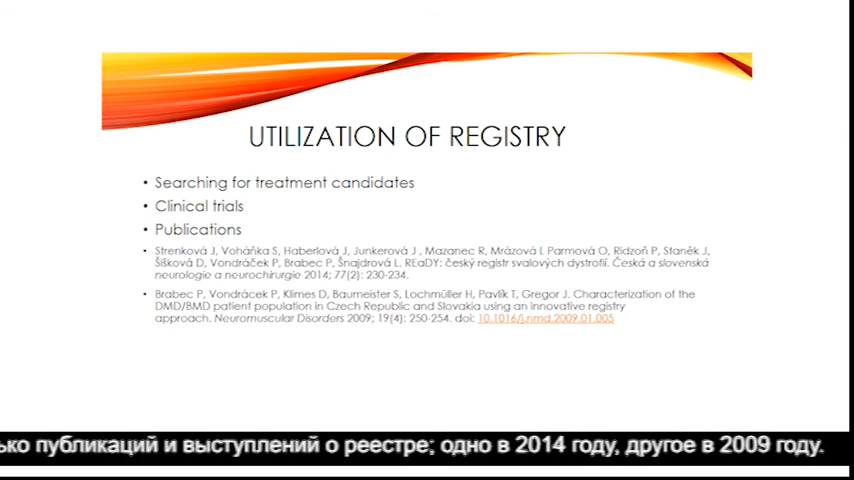 UTILIZATION OF REGISTRY
• Searching for treatment candidates
• Clinical trials
• Publications
• Strenková J, Voháňka S, Haberlová J, Junkerová J , Mazanec R, Mrázová L Parmová O, Ridzoň P, Staněk J,
Šišková D, Vondráček P, Brabec P, Šnajdrová L. REaDY: český registr svalových dystrofií. Česká a slovenská
neurologie a neurochirurgie 2014; 77(2): 230-234.
• Brabec P, Vondrácek P, Klimes D, Baumeister S, Lochmüller H, Pavlík T, Gregor J. Characterization of the
DMD/BMD patient population in Czech Republic and Slovakia using an innovative registry
approach. Neuromuscular Disorders 2009; 19(4): 250-254. doi: 10.1016/j.nmd.2009.01.005
ько публикаций и выступлений о реестре; одно в 2014 году, другое в 2009 году.